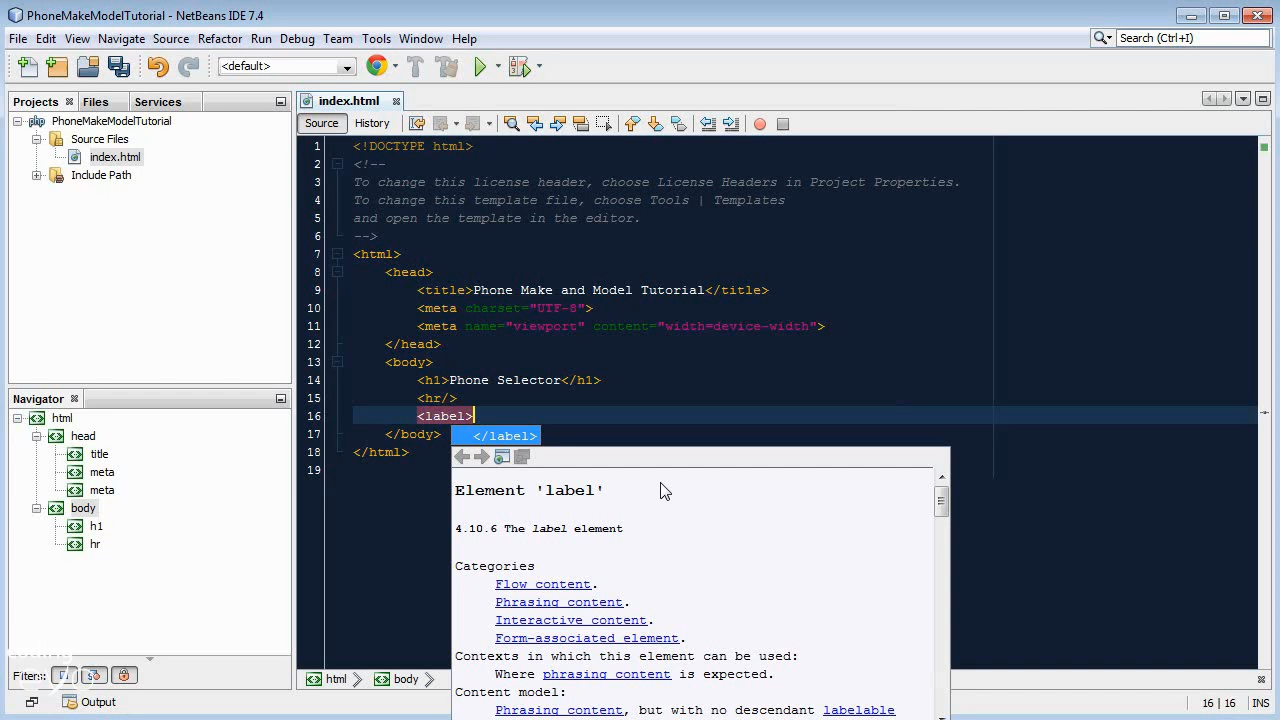 PhoneMakeModelTutorial - NetBeans IDE 7.4
File Edit View Navigate Source Refactor Run Debug Team Tools Window Help
Search (Ctrl+I)
<default>
Projects Files Services
PhoneMakeModelTutorial
Source Files
index.html
Include Path
Navigator
html
head
title
meta
meta
body
h1
hr
Filters:
Output
index.html
Source History
1 <!DOCTYPE html>
2 <!--
3 To change this license header, choose License Headers in Project Properties.
4 To change this template file, choose Tools | Templates
5 and open the template in the editor.
6 -->
7 <html>
8 <head>
9 <title>Phone Make and Model Tutorial</title>
10 <meta charset="UTF-8">
11 <meta name="viewport" content="width=device-width">
12 </head>
13 <body>
14 <h1>Phone Selector</h1>
15 <hr/>
16 <label>
17 </body>
</label>
18 </html>
19
Element 'label'
4.10.6 The label element
Categories
Flow content.
Phrasing content.
Interactive content.
Form-associated element.
Contexts in which this element can be used:
Where phrasing content is expected.
Content model:
Phrasing content, but with no descendant labelable
html body
16 | 16 INS